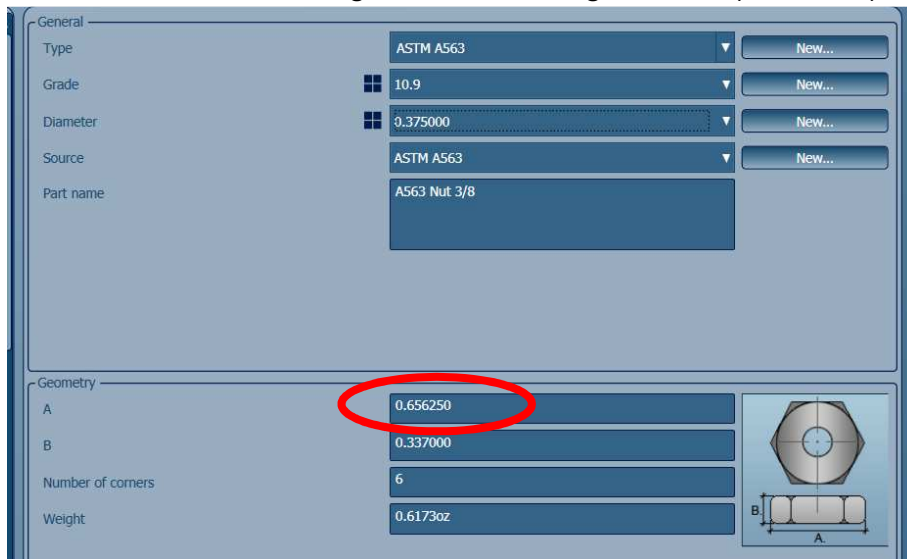 General
Type ASTM A563 New...
Grade 10.9 New...
Diameter 0.375000 New...
Source ASTM A563 New...
Part name A563 Nut 3/8
Geometry
A 0.656250
B 0.337000
Number of corners 6
Weight 0.6173oz
B.
A.